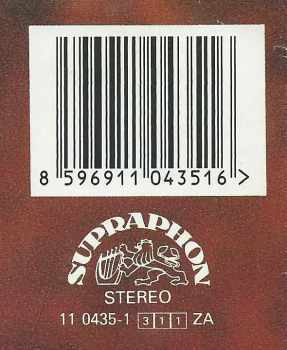 8 596911 043516 >
SUPRAPHON
STEREO
11 0435-1 3 1 1 ZA